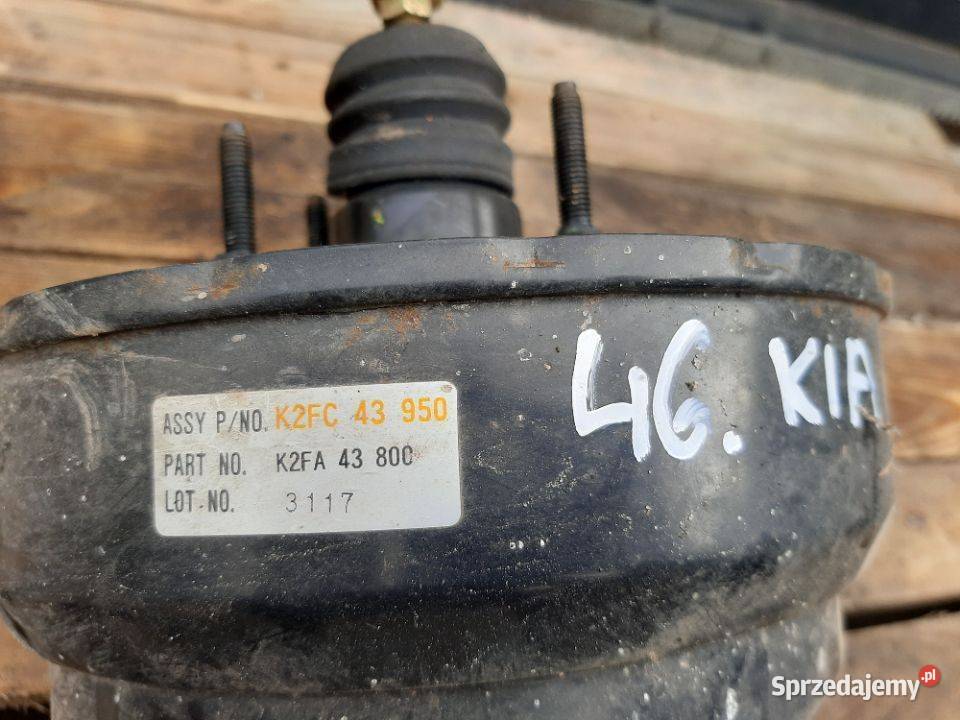 ASSY P/NO. K2FC 43 950
PART NO. K2FA 43 800
LOT.NO. 3117
46. KIA
Sprzedajemy.pl